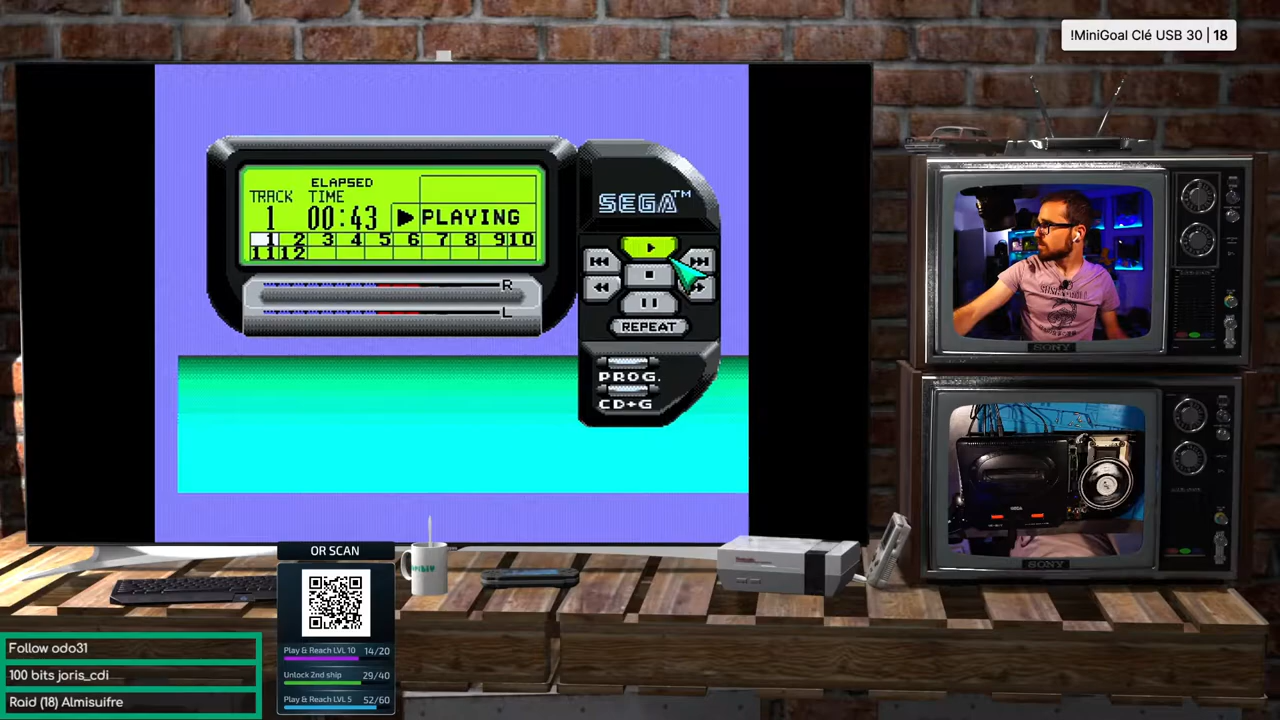 !MiniGoal Clé USB 30 | 18
ELAPSED
TRACK TIME
1 00:43 PLAYING
1 2 3 4 5 6 7 8 9 10
11 12
R
L
SEGA™
REPEAT
PROG.
CD+G
SONY
SONY
OR SCAN
Play & Reach LVL 10 14/20
Unlock 2nd ship 29/40
Play & Reach LVL 5 52/60
Follow odo31
100 bits joris_cdi
Raid (18) Almisuifre